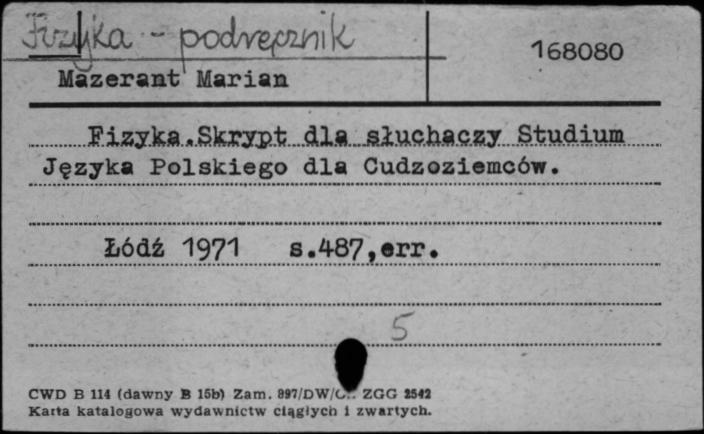 Fizyka - podręcznik
168080
Mazerant Marian
Fizyka.Skrypt dla słuchaczy Studium
Języka Polskiego dla Cudzoziemców.
Łódź 1971 s.487,err.
5
CWD B 114 (dawny B 15b) Zam. 897/DW/ ZGG 2542
Karta katalogowa wydawnictw ciągłych i zwartych.